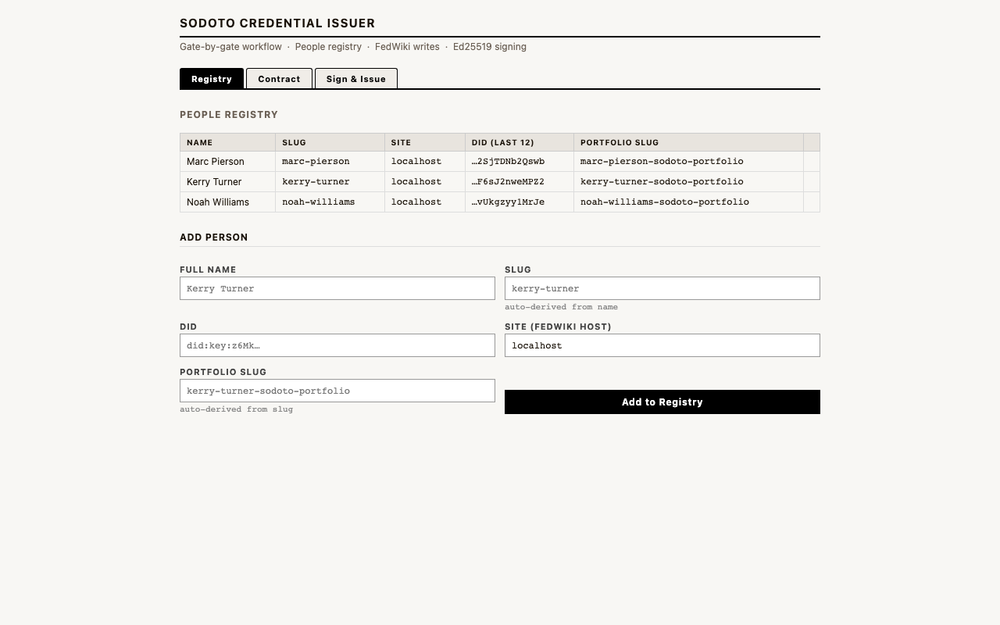 SODOTO CREDENTIAL ISSUER
Gate-by-gate workflow · People registry · FedWiki writes · Ed25519 signing
Registry Contract Sign & Issue
PEOPLE REGISTRY
NAME SLUG SITE DID (LAST 12) PORTFOLIO SLUG
Marc Pierson marc-pierson localhost …2SjTDNb2Qswb marc-pierson-sodoto-portfolio
Kerry Turner kerry-turner localhost …F6sJ2nweMPZ2 kerry-turner-sodoto-portfolio
Noah Williams noah-williams localhost …vUkgzyy1MrJe noah-williams-sodoto-portfolio
ADD PERSON
FULL NAME SLUG
Kerry Turner kerry-turner
auto-derived from name
DID SITE (FEDWIKI HOST)
did:key:z6Mk… localhost
PORTFOLIO SLUG
kerry-turner-sodoto-portfolio
Add to Registry
auto-derived from slug